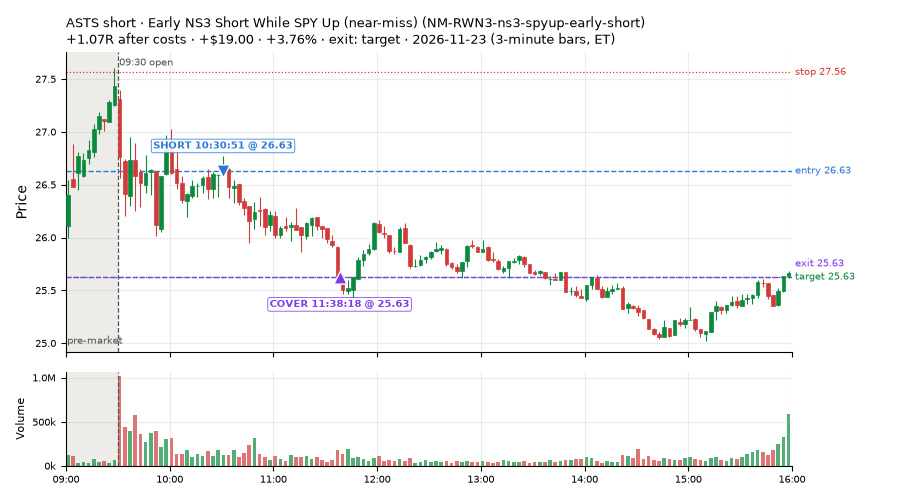 ASTS short · Early NS3 Short While SPY Up (near-miss) (NM-RWN3-ns3-spyup-early-short)
+1.07R after costs · +$19.00 · +3.76% · exit: target · 2026-11-23 (3-minute bars, ET)
09:30 open
27.5
stop 27.56
27.0
SHORT 10:30:51 @ 26.63
entry 26.63
26.5
Price
26.0
exit 25.63
target 25.63
25.5
COVER 11:38:18 @ 25.63
25.0
pre-market
1.0M
Volume
500k
0k
09:00 10:00 11:00 12:00 13:00 14:00 15:00 16:00